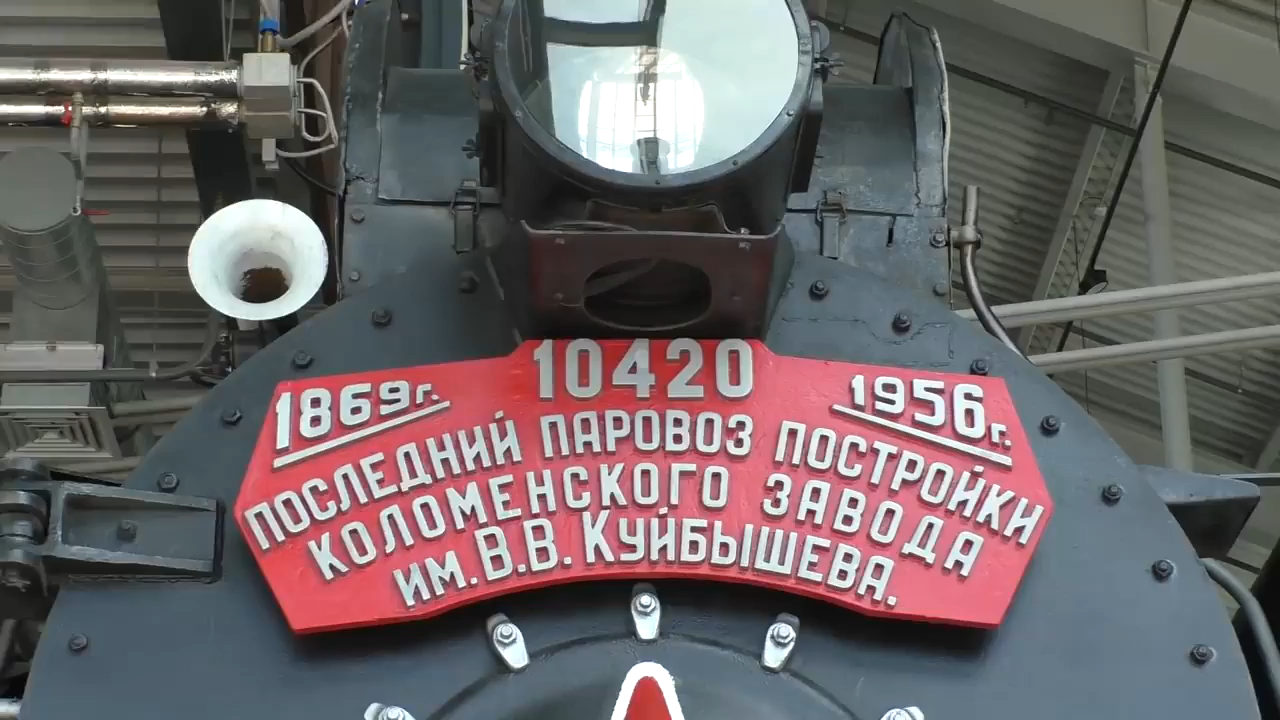 10420
1869г. 1956г.
ПОСЛЕДНИЙ ПАРОВОЗ ПОСТРОЙКИ
КОЛОМЕНСКОГО ЗАВОДА
ИМ. В.В. КУЙБЫШЕВА.